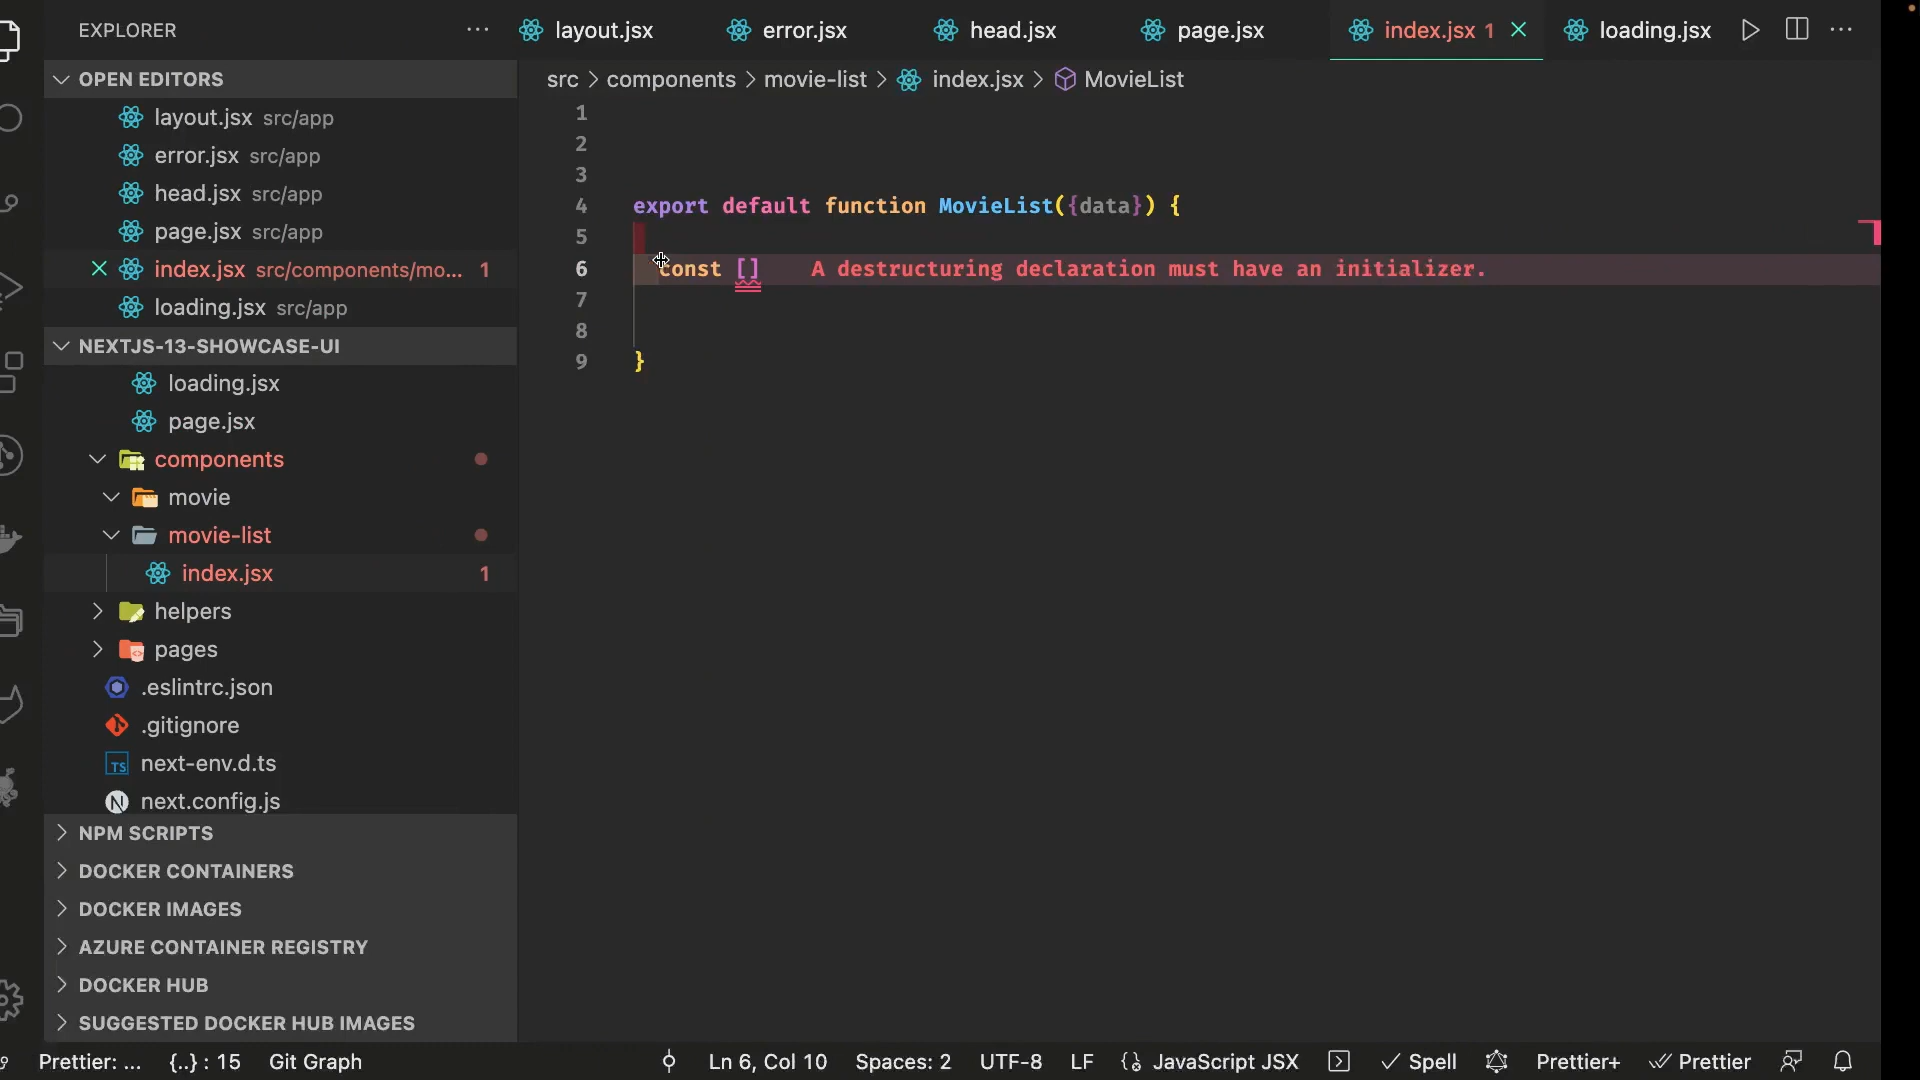 EXPLORER ··· layout.jsx error.jsx head.jsx page.jsx index.jsx 1 loading.jsx ···
OPEN EDITORS
layout.jsx src/app
error.jsx src/app
head.jsx src/app
page.jsx src/app
index.jsx src/components/mo... 1
loading.jsx src/app
NEXTJS-13-SHOWCASE-UI
loading.jsx
page.jsx
components
movie
movie-list
index.jsx 1
helpers
pages
.eslintrc.json
.gitignore
TS next-env.d.ts
N next.config.js
NPM SCRIPTS
DOCKER CONTAINERS
DOCKER IMAGES
AZURE CONTAINER REGISTRY
DOCKER HUB
SUGGESTED DOCKER HUB IMAGES
src > components > movie-list > index.jsx > MovieList
1
2
3
4 export default function MovieList({data}) {
5
6 const [] A destructuring declaration must have an initializer.
7
8
9 }
Prettier: ... {..} : 15 Git Graph Ln 6, Col 10 Spaces: 2 UTF-8 LF JavaScript JSX Spell Prettier+ Prettier